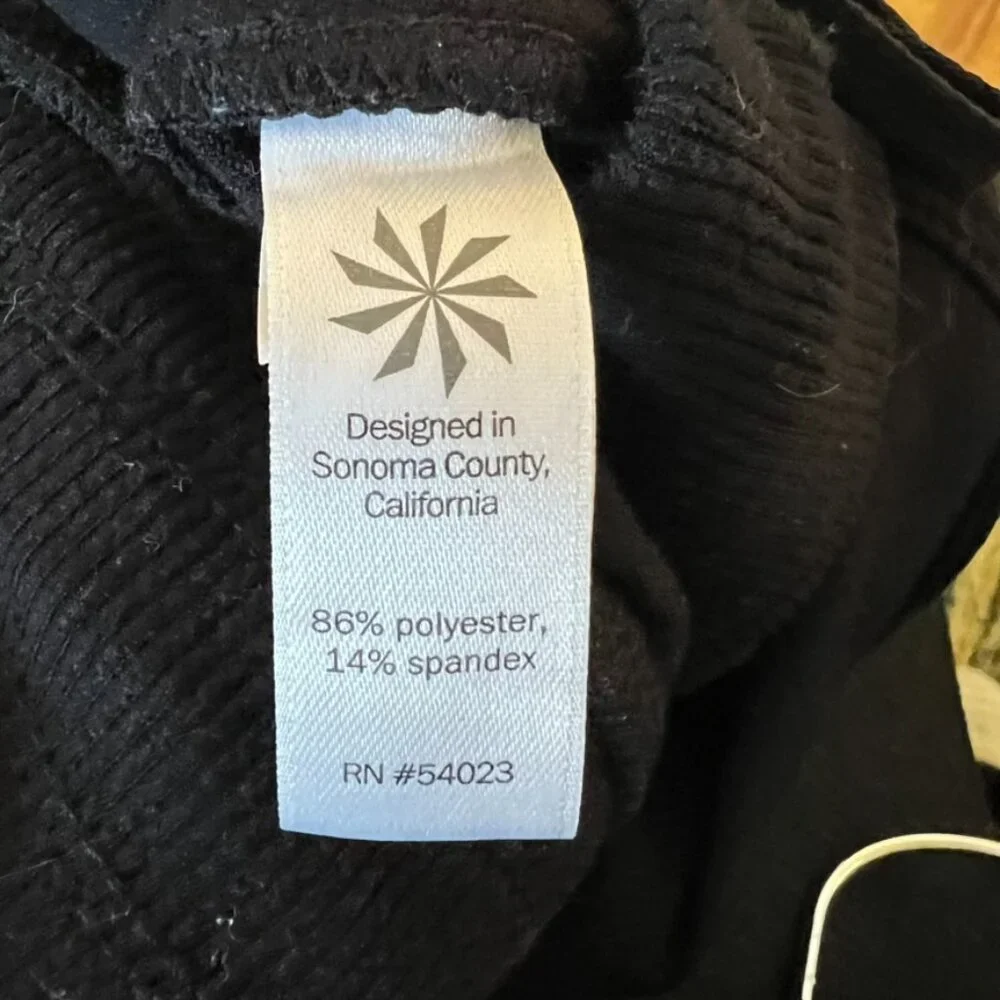 Designed in
Sonoma County,
California
86% polyester,
14% spandex
RN #54023